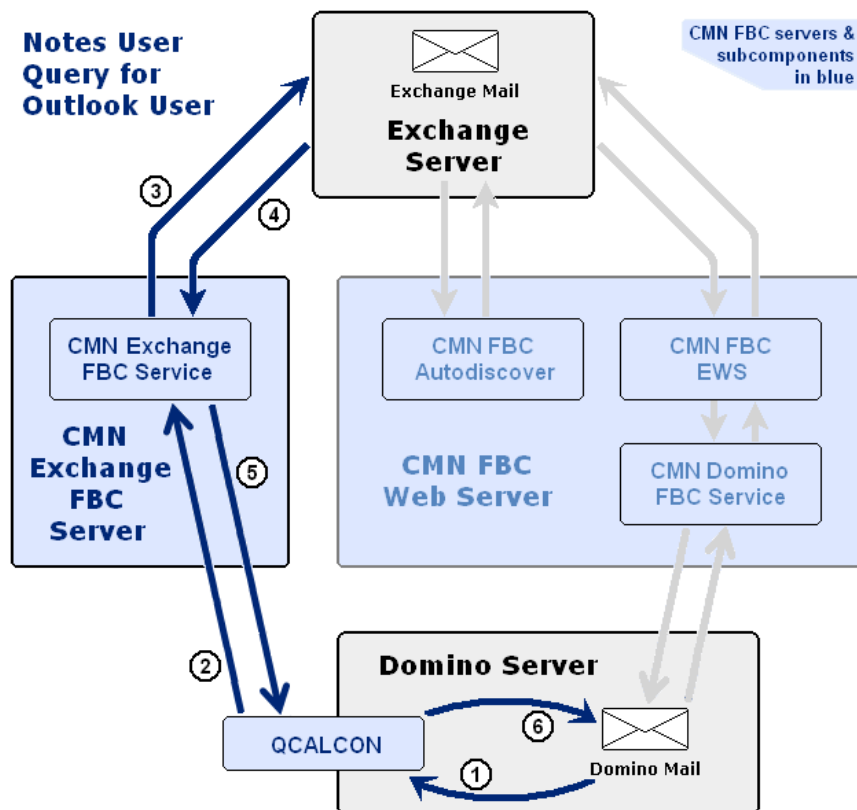 Notes User
Query for
Outlook User
CMN FBC servers &
subcomponents
in blue
Exchange Mail
Exchange
Server
3
4
CMN Exchange
FBC Service
CMN FBC
Autodiscover
CMN FBC
EWS
CMN
Exchange
FBC
Server
5
CMN FBC
Web Server
CMN Domino
FBC Service
2
Domino Server
QCALCON
6
1
Domino Mail